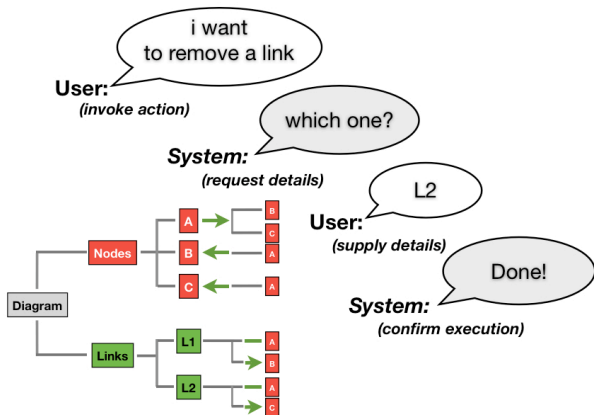 i want
to remove a link
User:
(invoke action)
which one?
System:
(request details)
L2
User:
(supply details)
Done!
System:
(confirm execution)
Diagram
Nodes
A
B
C
B
A
C
A
Links
L1
A
B
L2
A
C